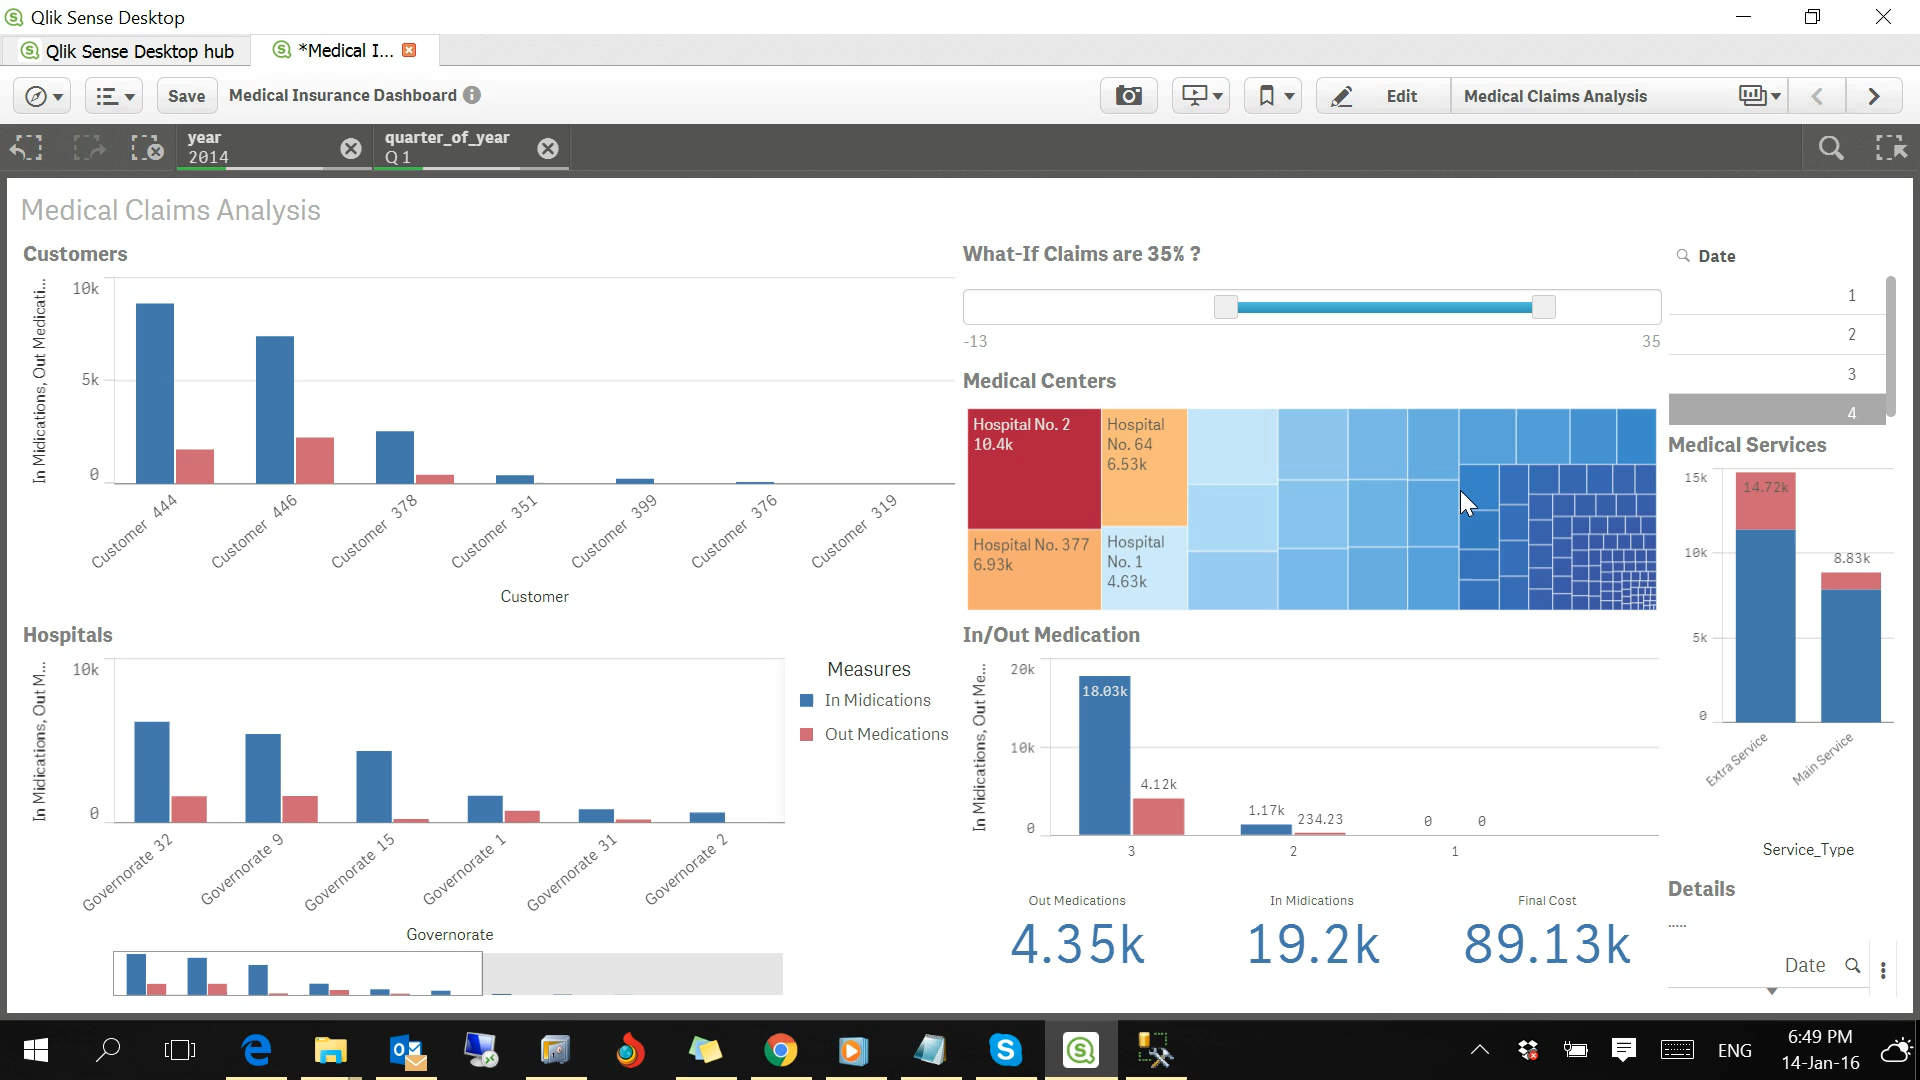 Qlik Sense Desktop
Qlik Sense Desktop hub
*Medical I...
Save
Medical Insurance Dashboard
Edit
Medical Claims Analysis
year
2014
quarter_of_year
Q1
Medical Claims Analysis
Customers
In Midications, Out Medicati...
10k
5k
0
Customer 444
Customer 446
Customer 378
Customer 351
Customer 399
Customer 376
Customer 319
Customer
Hospitals
In Midications, Out M...
10k
0
Governorate 32
Governorate 9
Governorate 15
Governorate 1
Governorate 31
Governorate 2
Governorate
Measures
In Midications
Out Medications
What-If Claims are 35% ?
-13
35
Medical Centers
Hospital No. 2
10.4k
Hospital
No. 64
6.53k
Hospital No. 377
6.93k
Hospital
No. 1
4.63k
In/Out Medication
In Midications, Out Me...
20k
10k
0
18.03k
4.12k
1.17k
234.23
0
0
3
2
1
Out Medications
4.35k
In Midications
19.2k
Final Cost
89.13k
Date
1
2
3
4
Medical Services
15k
10k
5k
0
14.72k
8.83k
Extra Service
Main Service
Service_Type
Details
.....
Date
ENG
6:49 PM
14-Jan-16